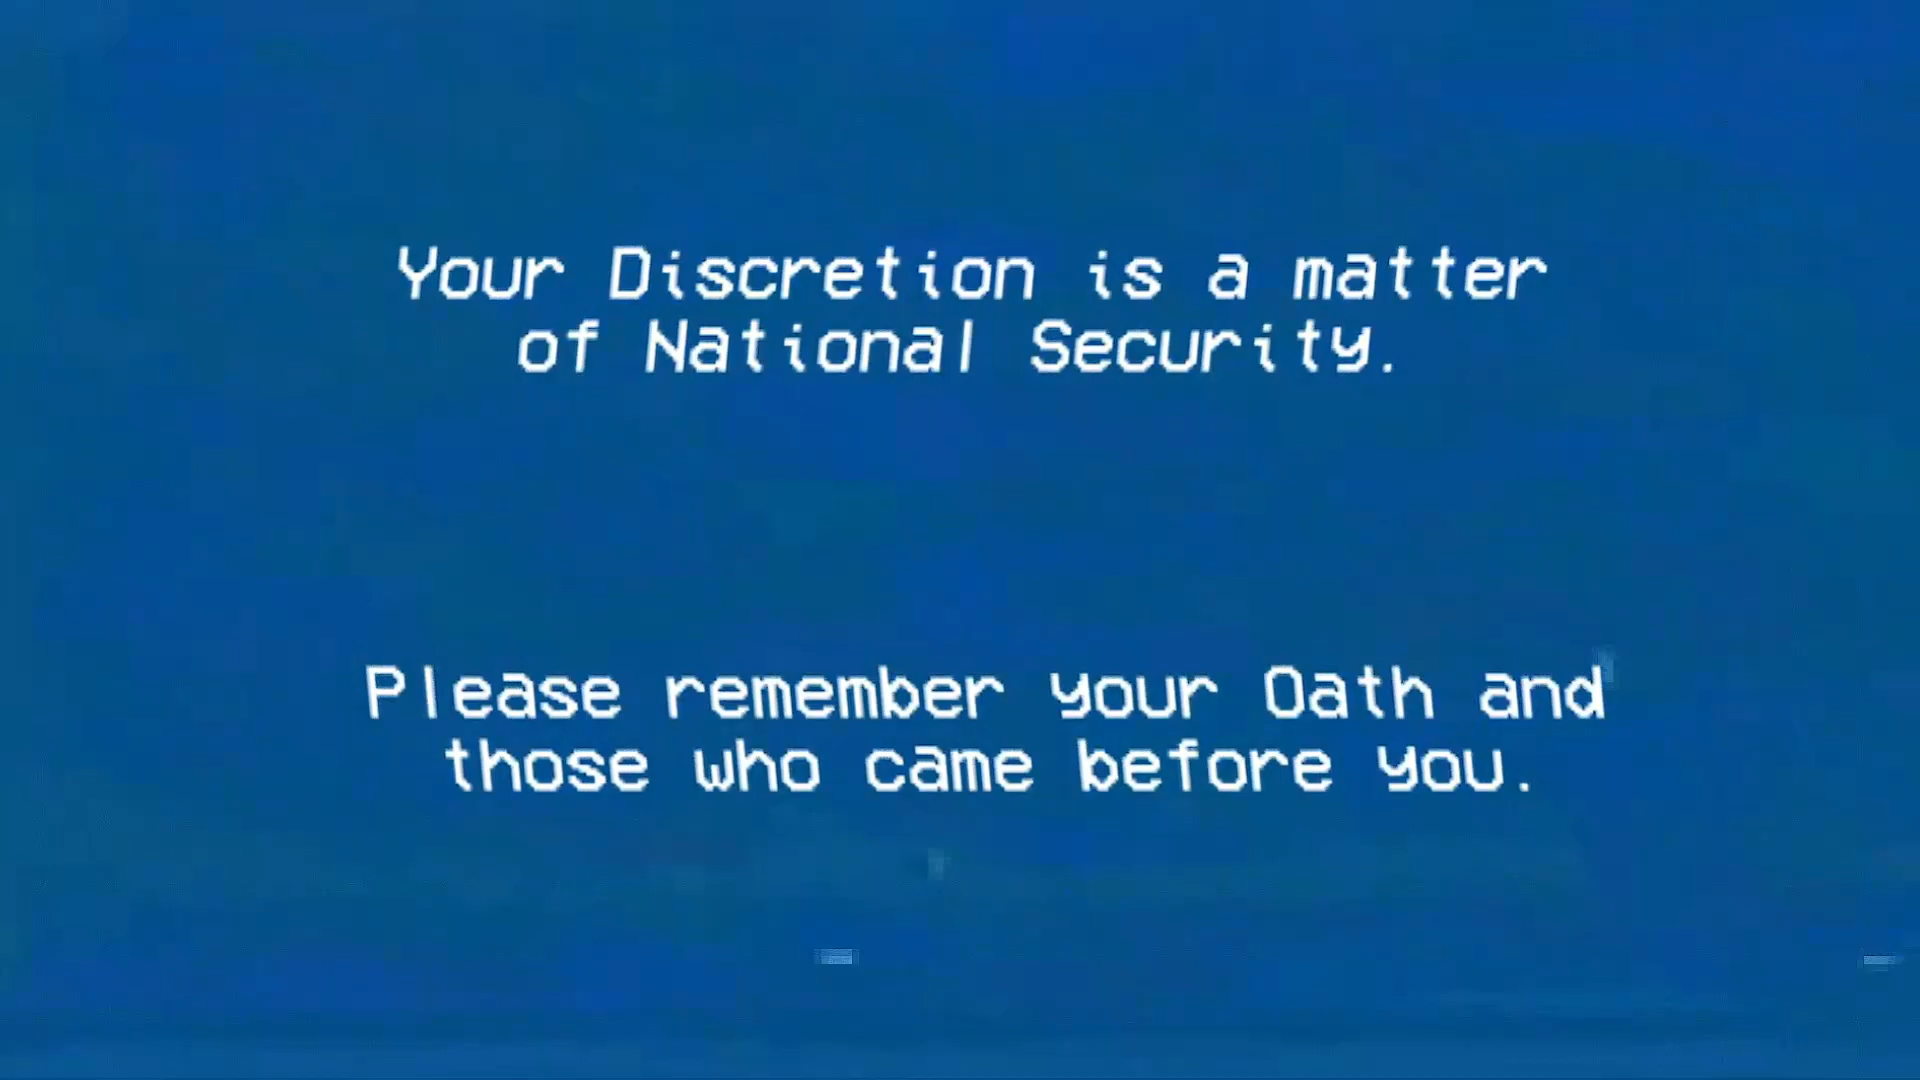 Your Discretion is a matter
of National Security.
Please remember your Oath and
those who came before you.